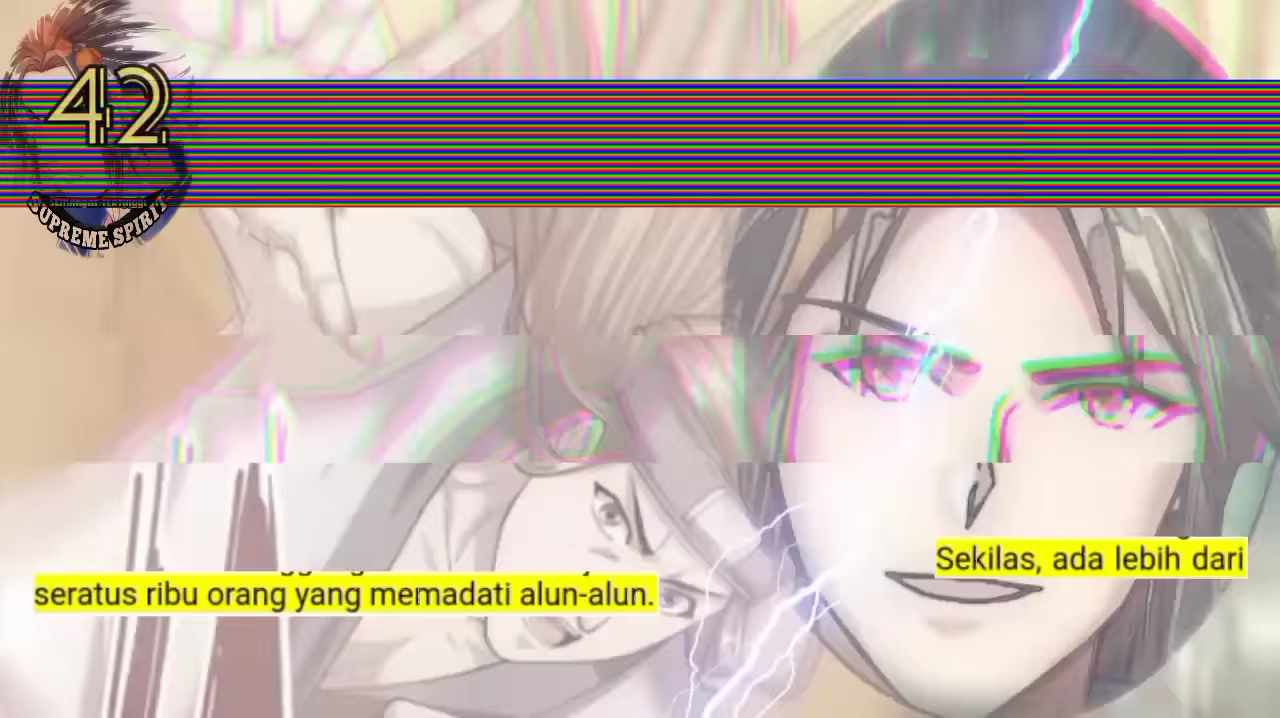 42
SUPREME SPIRIT
Sekilas, ada lebih dari
seratus ribu orang yang memadati alun-alun.